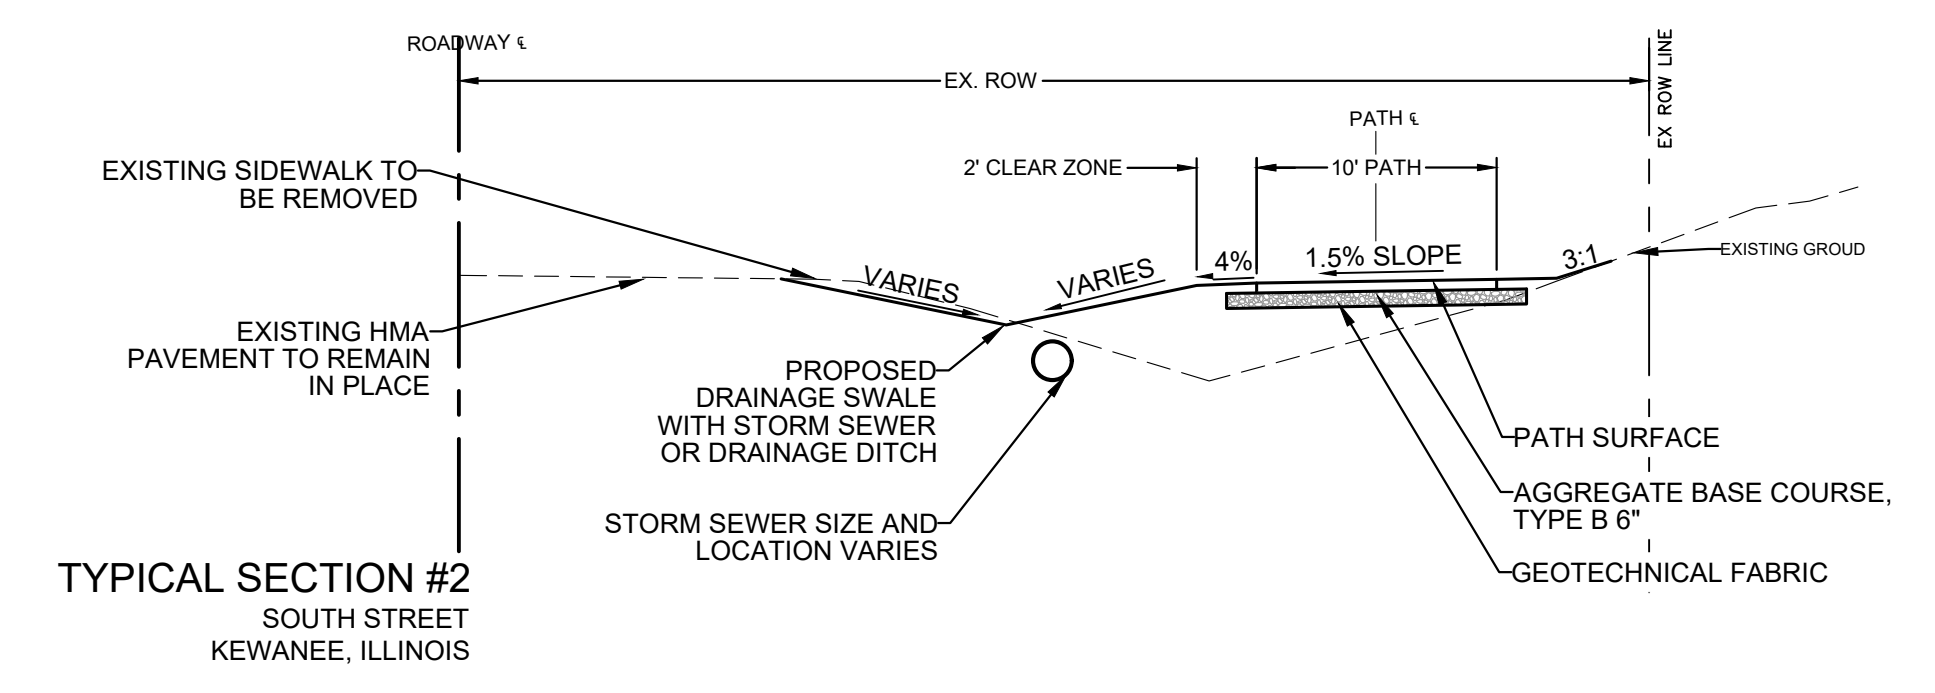 ROADWAY ℄
EX. ROW
EX ROW LINE
PATH ℄
EXISTING SIDEWALK TO
BE REMOVED
2' CLEAR ZONE
10' PATH
VARIES
VARIES
4%
1.5% SLOPE
3:1
EXISTING GROUD
EXISTING HMA
PAVEMENT TO REMAIN
IN PLACE
PROPOSED
DRAINAGE SWALE
WITH STORM SEWER
OR DRAINAGE DITCH
PATH SURFACE
AGGREGATE BASE COURSE,
TYPE B 6"
STORM SEWER SIZE AND
LOCATION VARIES
GEOTECHNICAL FABRIC
TYPICAL SECTION #2
SOUTH STREET
KEWANEE, ILLINOIS